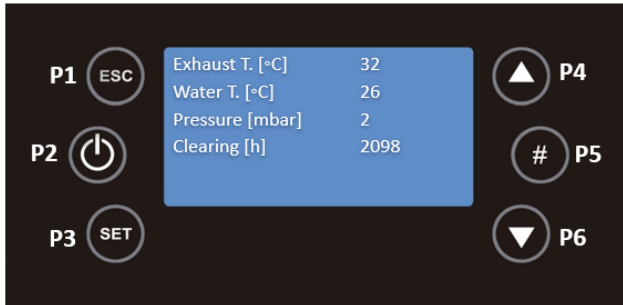 P1 ESC
P2
P3 SET
Exhaust T. [°C] 32
Water T. [°C] 26
Pressure [mbar] 2
Clearing [h] 2098
P4
# P5
P6